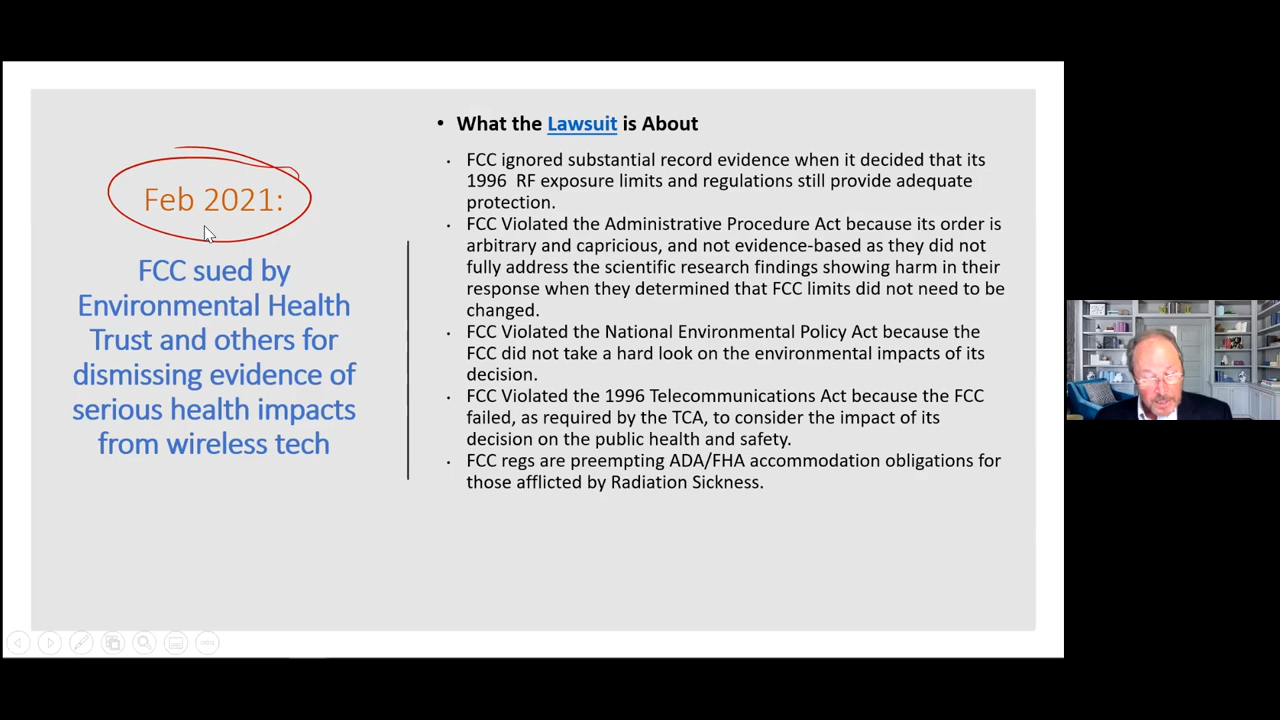 Feb 2021:
FCC sued by
Environmental Health
Trust and others for
dismissing evidence of
serious health impacts
from wireless tech
• What the Lawsuit is About
• FCC ignored substantial record evidence when it decided that its
1996 RF exposure limits and regulations still provide adequate
protection.
• FCC Violated the Administrative Procedure Act because its order is
arbitrary and capricious, and not evidence-based as they did not
fully address the scientific research findings showing harm in their
response when they determined that FCC limits did not need to be
changed.
• FCC Violated the National Environmental Policy Act because the
FCC did not take a hard look on the environmental impacts of its
decision.
• FCC Violated the 1996 Telecommunications Act because the FCC
failed, as required by the TCA, to consider the impact of its
decision on the public health and safety.
• FCC regs are preempting ADA/FHA accommodation obligations for
those afflicted by Radiation Sickness.